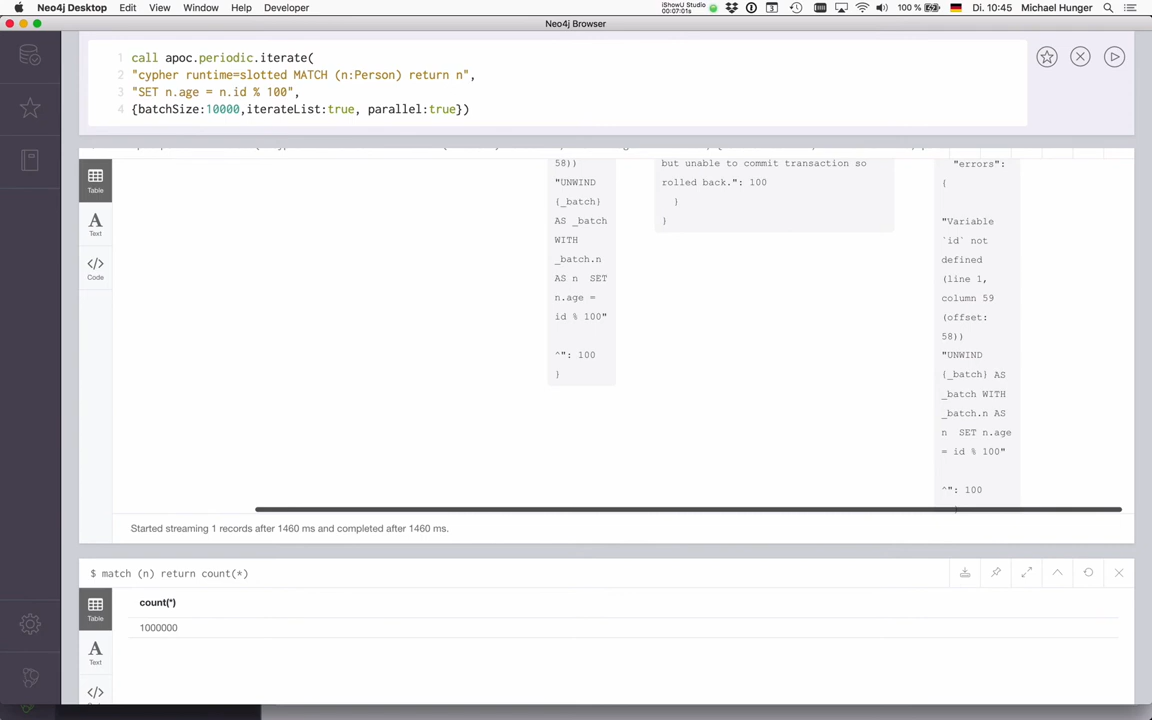 Neo4j Desktop Edit View Window Help Developer
iShowU Studio
00:07:01s
3
100 %
Di. 10:45 Michael Hunger
Neo4j Browser
1 call apoc.periodic.iterate(
2 "cypher runtime=slotted MATCH (n:Person) return n",
3 "SET n.age = n.id % 100",
4 {batchSize:10000,iterateList:true, parallel:true})
Table
Text
Code
58))
"UNWIND
{_batch}
AS _batch
WITH
_batch.n
AS n  SET
n.age =
id % 100"
^": 100
}
but unable to commit transaction so
rolled back.": 100
}
}
"errors":
{
"Variable
`id` not
defined
(line 1,
column 59
(offset:
58))
"UNWIND
{_batch} AS
_batch WITH
_batch.n AS
n  SET n.age
= id % 100"
^": 100
}
Started streaming 1 records after 1460 ms and completed after 1460 ms.
$ match (n) return count(*)
Table
Text
count(*)
1000000